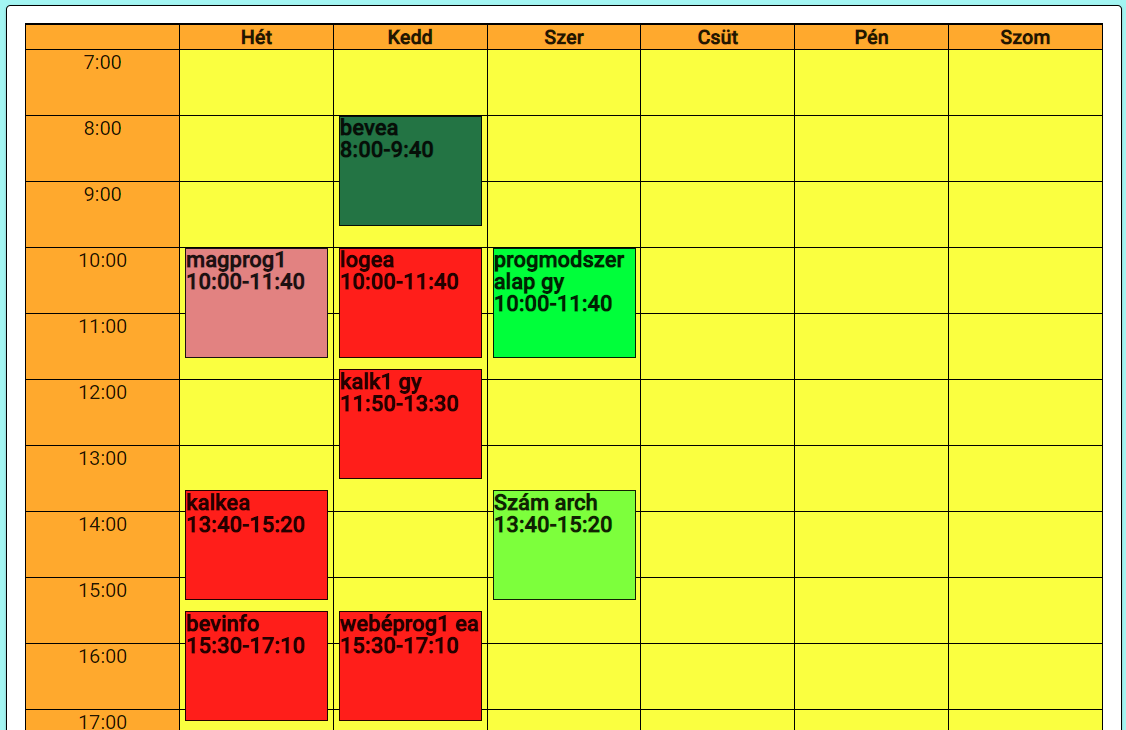 Hét Kedd Szer Csüt Pén Szom
7:00
8:00
bevea
8:00-9:40
9:00
10:00
magprog1
10:00-11:40
logea
10:00-11:40
progmodszer
alap gy
10:00-11:40
11:00
kalk1 gy
11:50-13:30
12:00
13:00
kalkea
13:40-15:20
Szám arch
13:40-15:20
14:00
15:00
bevinfo
15:30-17:10
webéprog1 ea
15:30-17:10
16:00
17:00